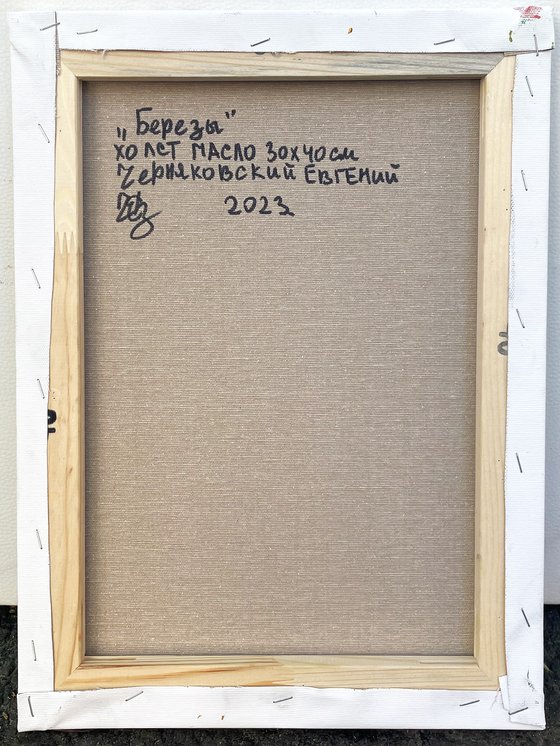 „Березы"
холст масло 30х40см
Черняковский Евгений
2023